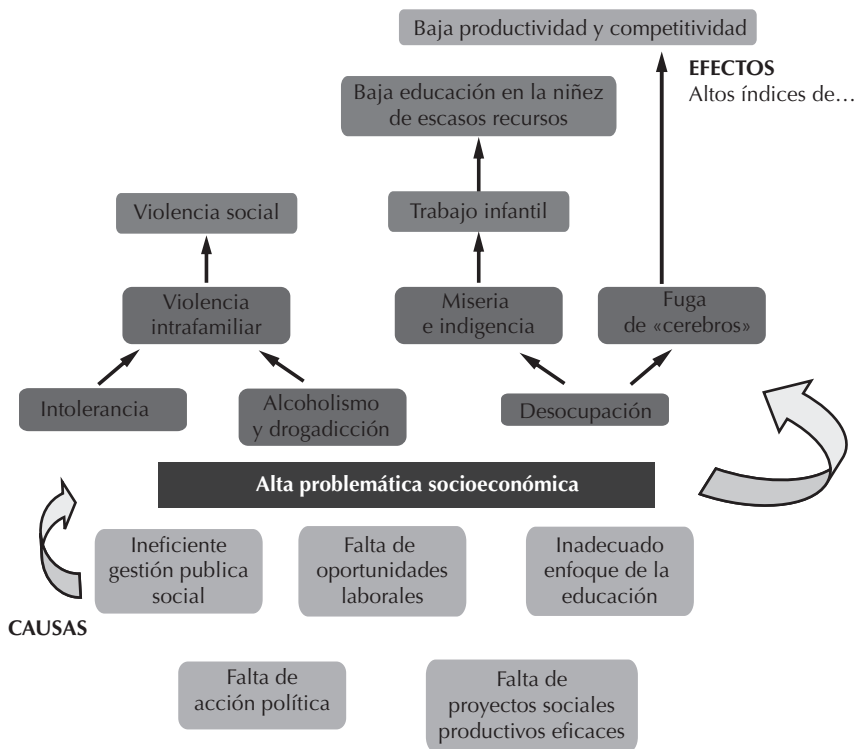 Baja productividad y competitividad
EFECTOS
Altos índices de...
Baja educación en la niñez
de escasos recursos
Violencia social
Trabajo infantil
Violencia
intrafamiliar
Miseria
e indigencia
Fuga
de «cerebros»
Intolerancia
Alcoholismo
y drogadicción
Desocupación
Alta problemática socioeconómica
Ineficiente
gestión publica
social
Falta de
oportunidades
laborales
Inadecuado
enfoque de la
educación
CAUSAS
Falta de
acción política
Falta de
proyectos sociales
productivos eficaces